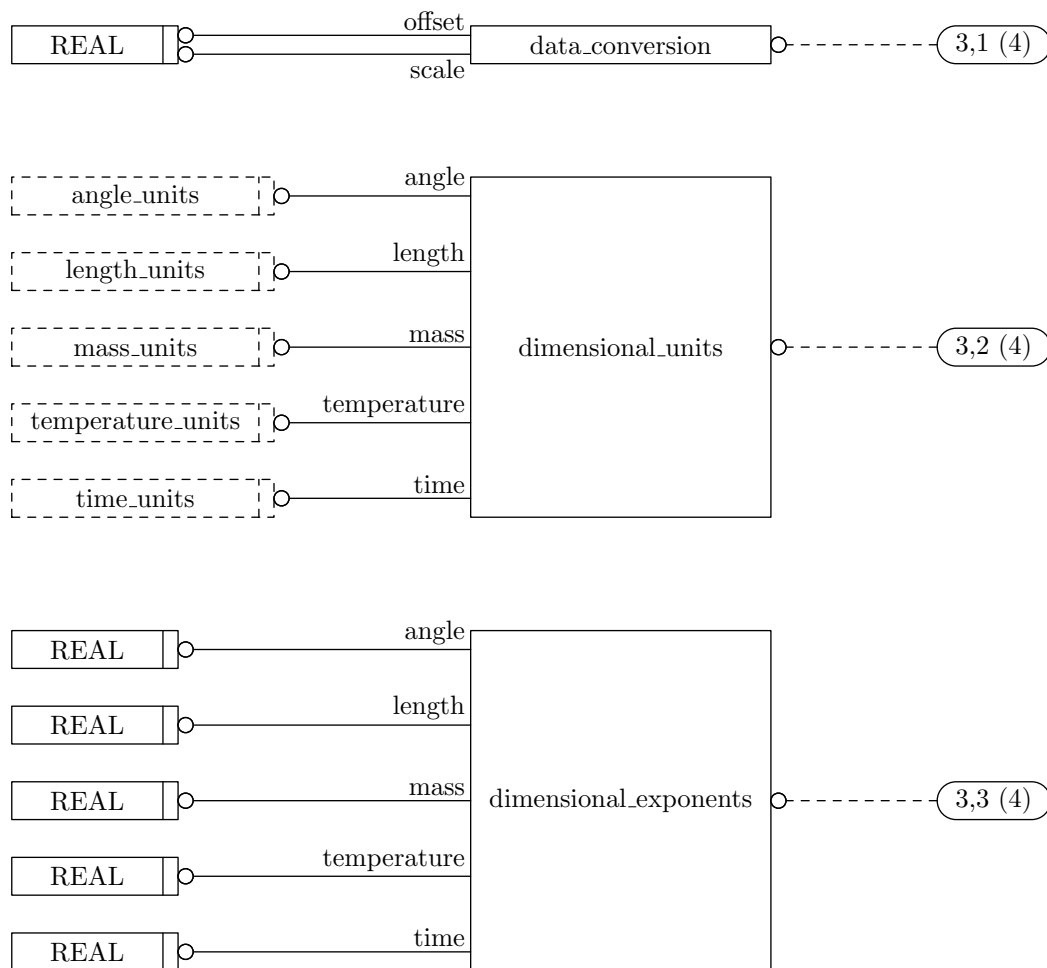 offset
REAL
data_conversion
3,1 (4)
scale
angle
angle_units
length
length_units
mass
mass_units
dimensional_units
3,2 (4)
temperature
temperature_units
time
time_units
angle
REAL
length
REAL
mass
REAL
dimensional_exponents
3,3 (4)
temperature
REAL
time
REAL